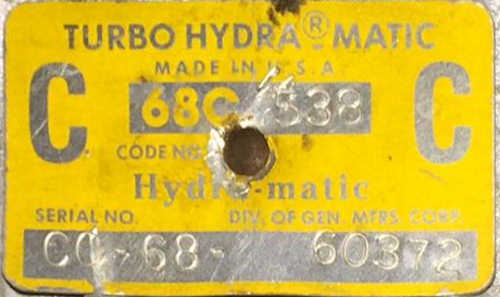 TURBO HYDRA® MATIC
MADE IN U.S.A
C 68C 538 C
CODE NO.
Hydra-matic
SERIAL NO. DIV. OF GEN. MTRS. CORP.
CC-68- 60372